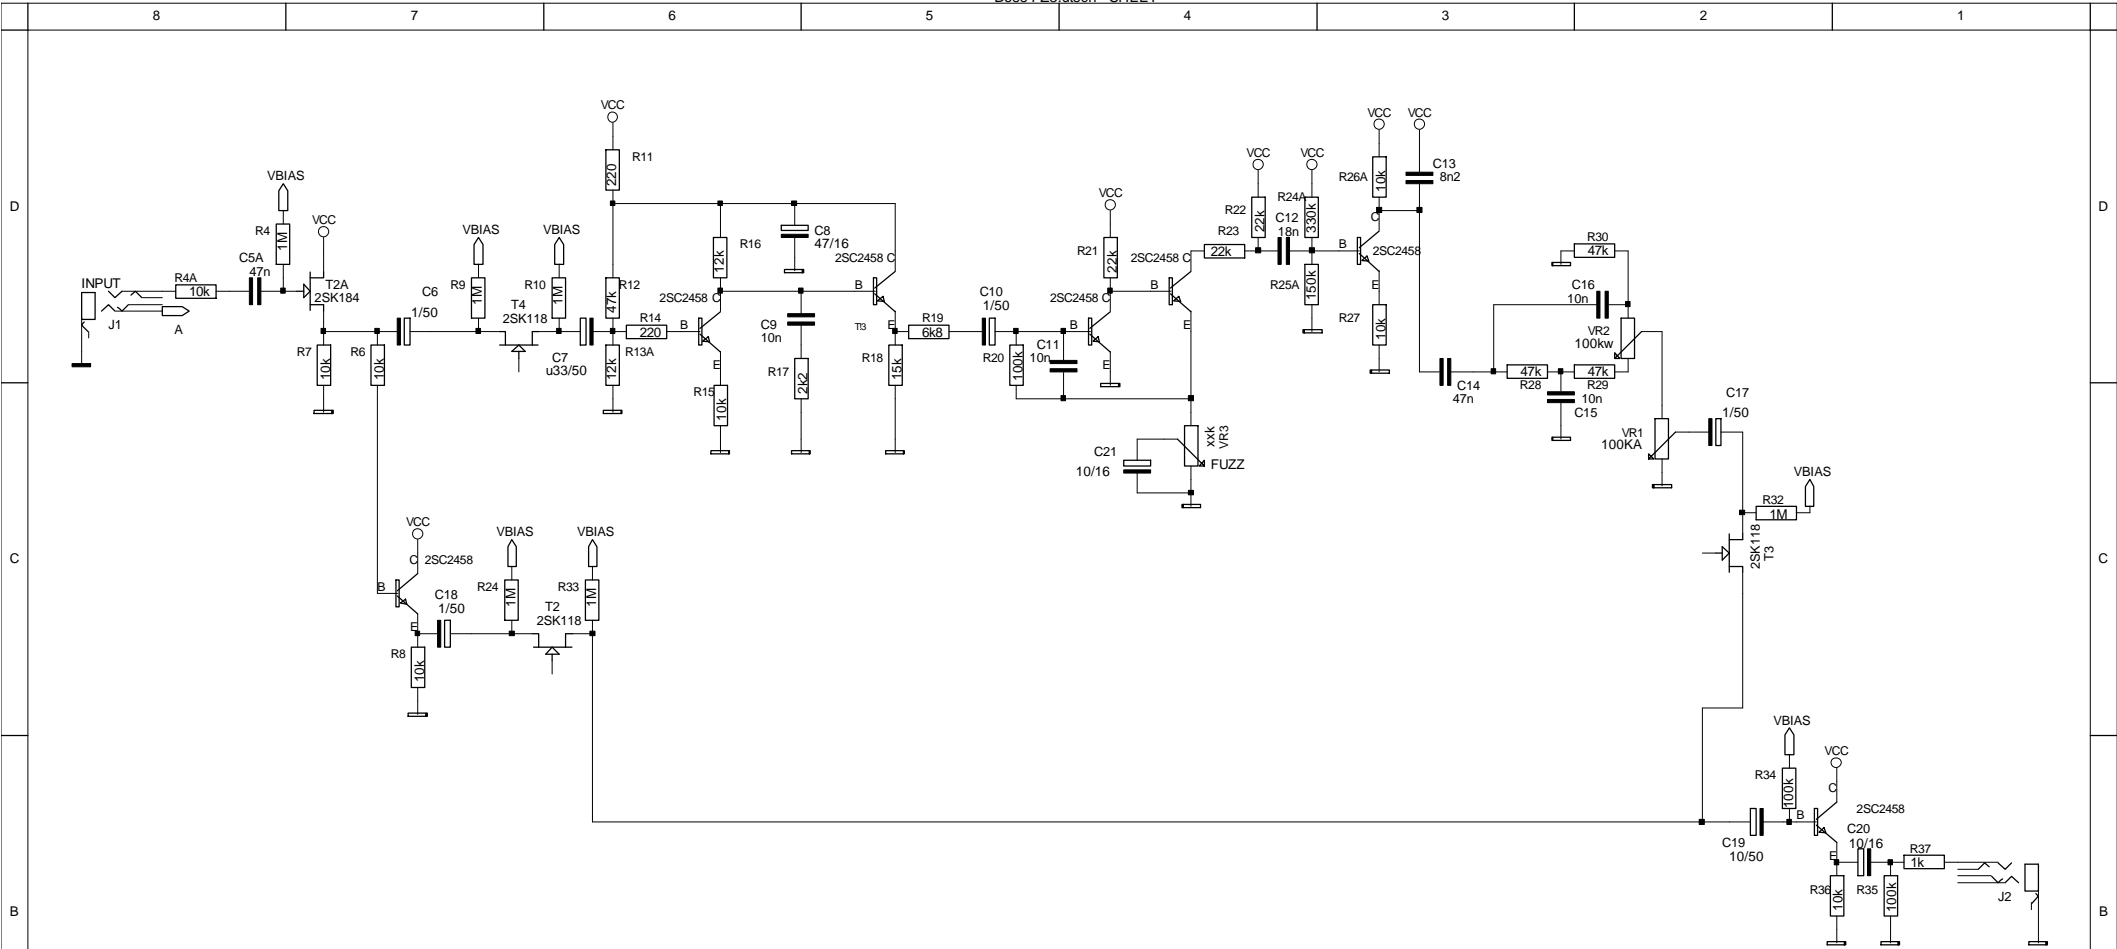 8 7 6 5 4 3 2 1
D
D
C
C
B
B
INPUT
J1
R4A
10k
A
C5A
47n
VBIAS
R4
1M
VCC
T2A
2SK184
R7
10k
R6
10k
C6
1/50
VBIAS
R9
1M
T4
2SK118
VBIAS
R10
1M
C7
u33/50
VCC
R11
220
R12
47k
R14
220
R13A
12k
2SC2458 C
B
E
R15
10k
R16
12k
C8
47/16
C9
10n
R17
2k2
2SC2458 C
B
E
R18
15k
R19
6k8
C10
1/50
R20
100k
C11
10n
VCC
R21
22k
2SC2458 C
B
E
2SC2458 C
B
E
C21
10/16
xxk
VR3
FUZZ
R23
22k
VCC
R22
22k
C12
18n
VCC
R24A
330k
R25A
150k
VCC
R26A
10k
C
B
E
2SC2458
R27
10k
VCC
C13
8n2
C14
47n
R30
47k
C16
10n
VR2
100kw
47k
R28
47k
R29
10n
C15
VR1
100KA
C17
1/50
VBIAS
R32
1M
2SK118
T3
VCC
C 2SC2458
B
E
R8
10k
C18
1/50
VBIAS
R24
1M
T2
2SK118
VBIAS
R33
1M
VBIAS
R34
100k
C19
10/50
VCC
C
B
E
2SC2458
C20
10/16
R36
10k
R35
100k
R37
1k
J2